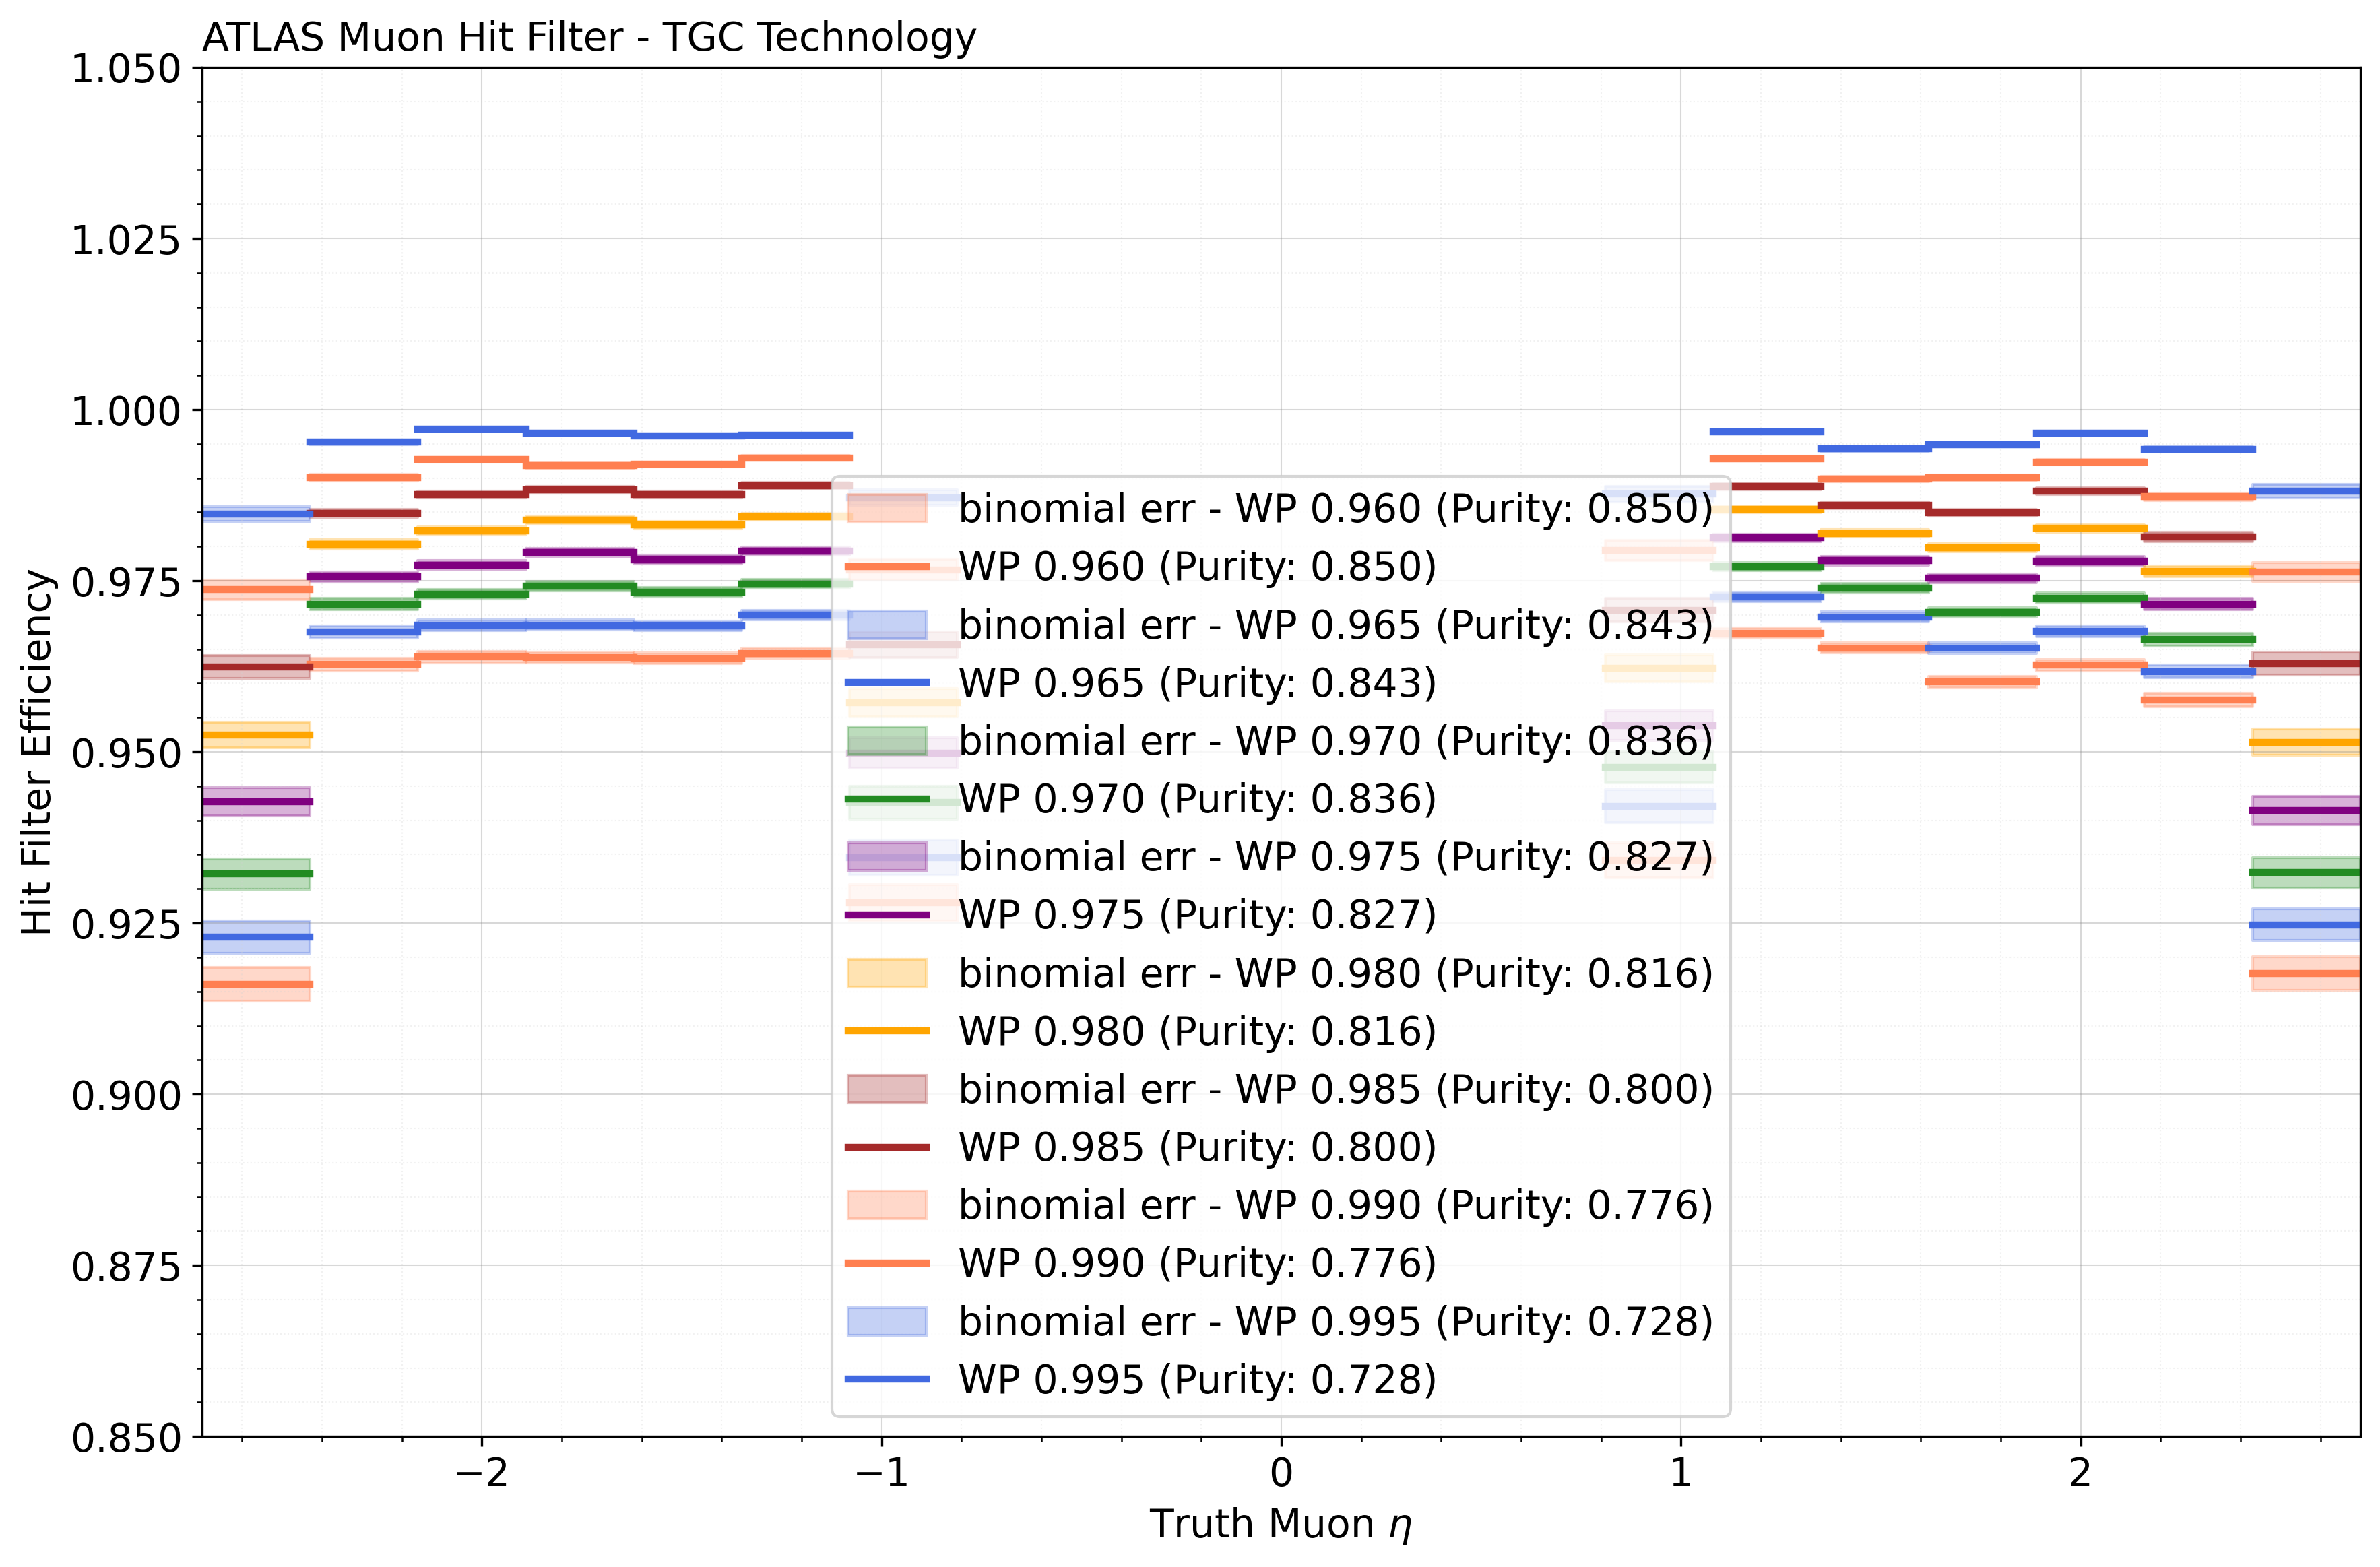 ATLAS Muon Hit Filter - TGC Technology
1.050
1.025
1.000
0.975
0.950
0.925
0.900
0.875
0.850
Hit Filter Efficiency
binomial err - WP 0.960 (Purity: 0.850)
WP 0.960 (Purity: 0.850)
binomial err - WP 0.965 (Purity: 0.843)
WP 0.965 (Purity: 0.843)
binomial err - WP 0.970 (Purity: 0.836)
WP 0.970 (Purity: 0.836)
binomial err - WP 0.975 (Purity: 0.827)
WP 0.975 (Purity: 0.827)
binomial err - WP 0.980 (Purity: 0.816)
WP 0.980 (Purity: 0.816)
binomial err - WP 0.985 (Purity: 0.800)
WP 0.985 (Purity: 0.800)
binomial err - WP 0.990 (Purity: 0.776)
WP 0.990 (Purity: 0.776)
binomial err - WP 0.995 (Purity: 0.728)
WP 0.995 (Purity: 0.728)
−2 −1 0 1 2
Truth Muon η